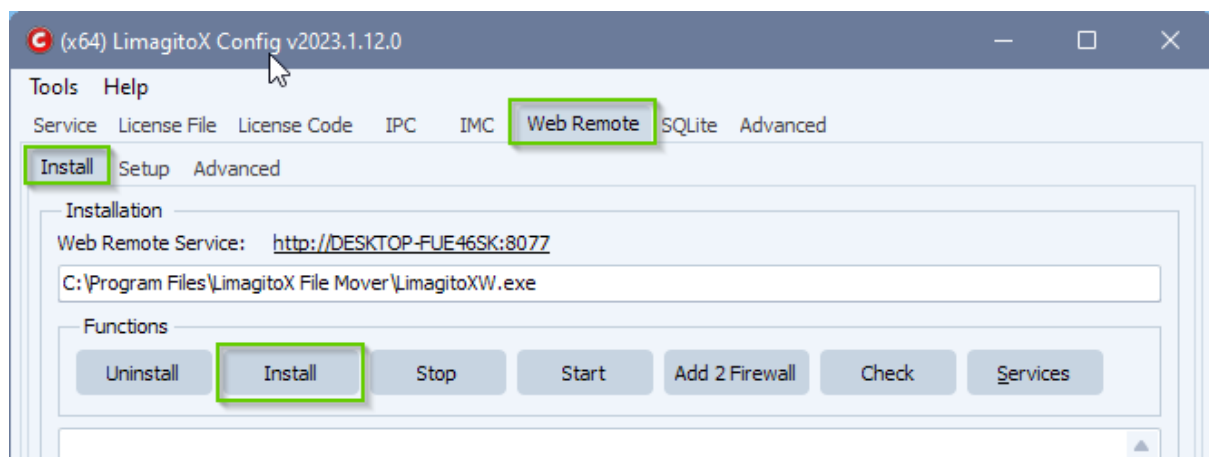 (x64) LimagitoX Config v2023.1.12.0
Tools Help
Service License File License Code IPC IMC Web Remote SQLite Advanced
Install Setup Advanced
Installation
Web Remote Service: http://DESKTOP-FUE46SK:8077
C:\Program Files\LimagitoX File Mover\LimagitoXW.exe
Functions
Uninstall Install Stop Start Add 2 Firewall Check Services